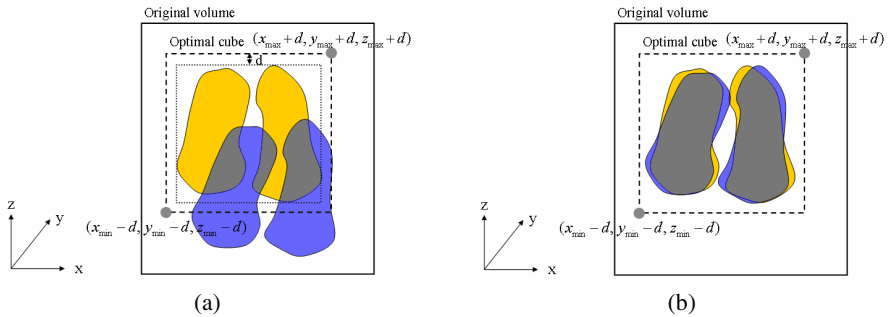 Original volume
Optimal cube (x_max + d, y_max + d, z_max + d)
d
(x_min − d, y_min − d, z_min − d)
z
y
x
(a)
Original volume
Optimal cube (x_max + d, y_max + d, z_max + d)
(x_min − d, y_min − d, z_min − d)
z
y
x
(b)